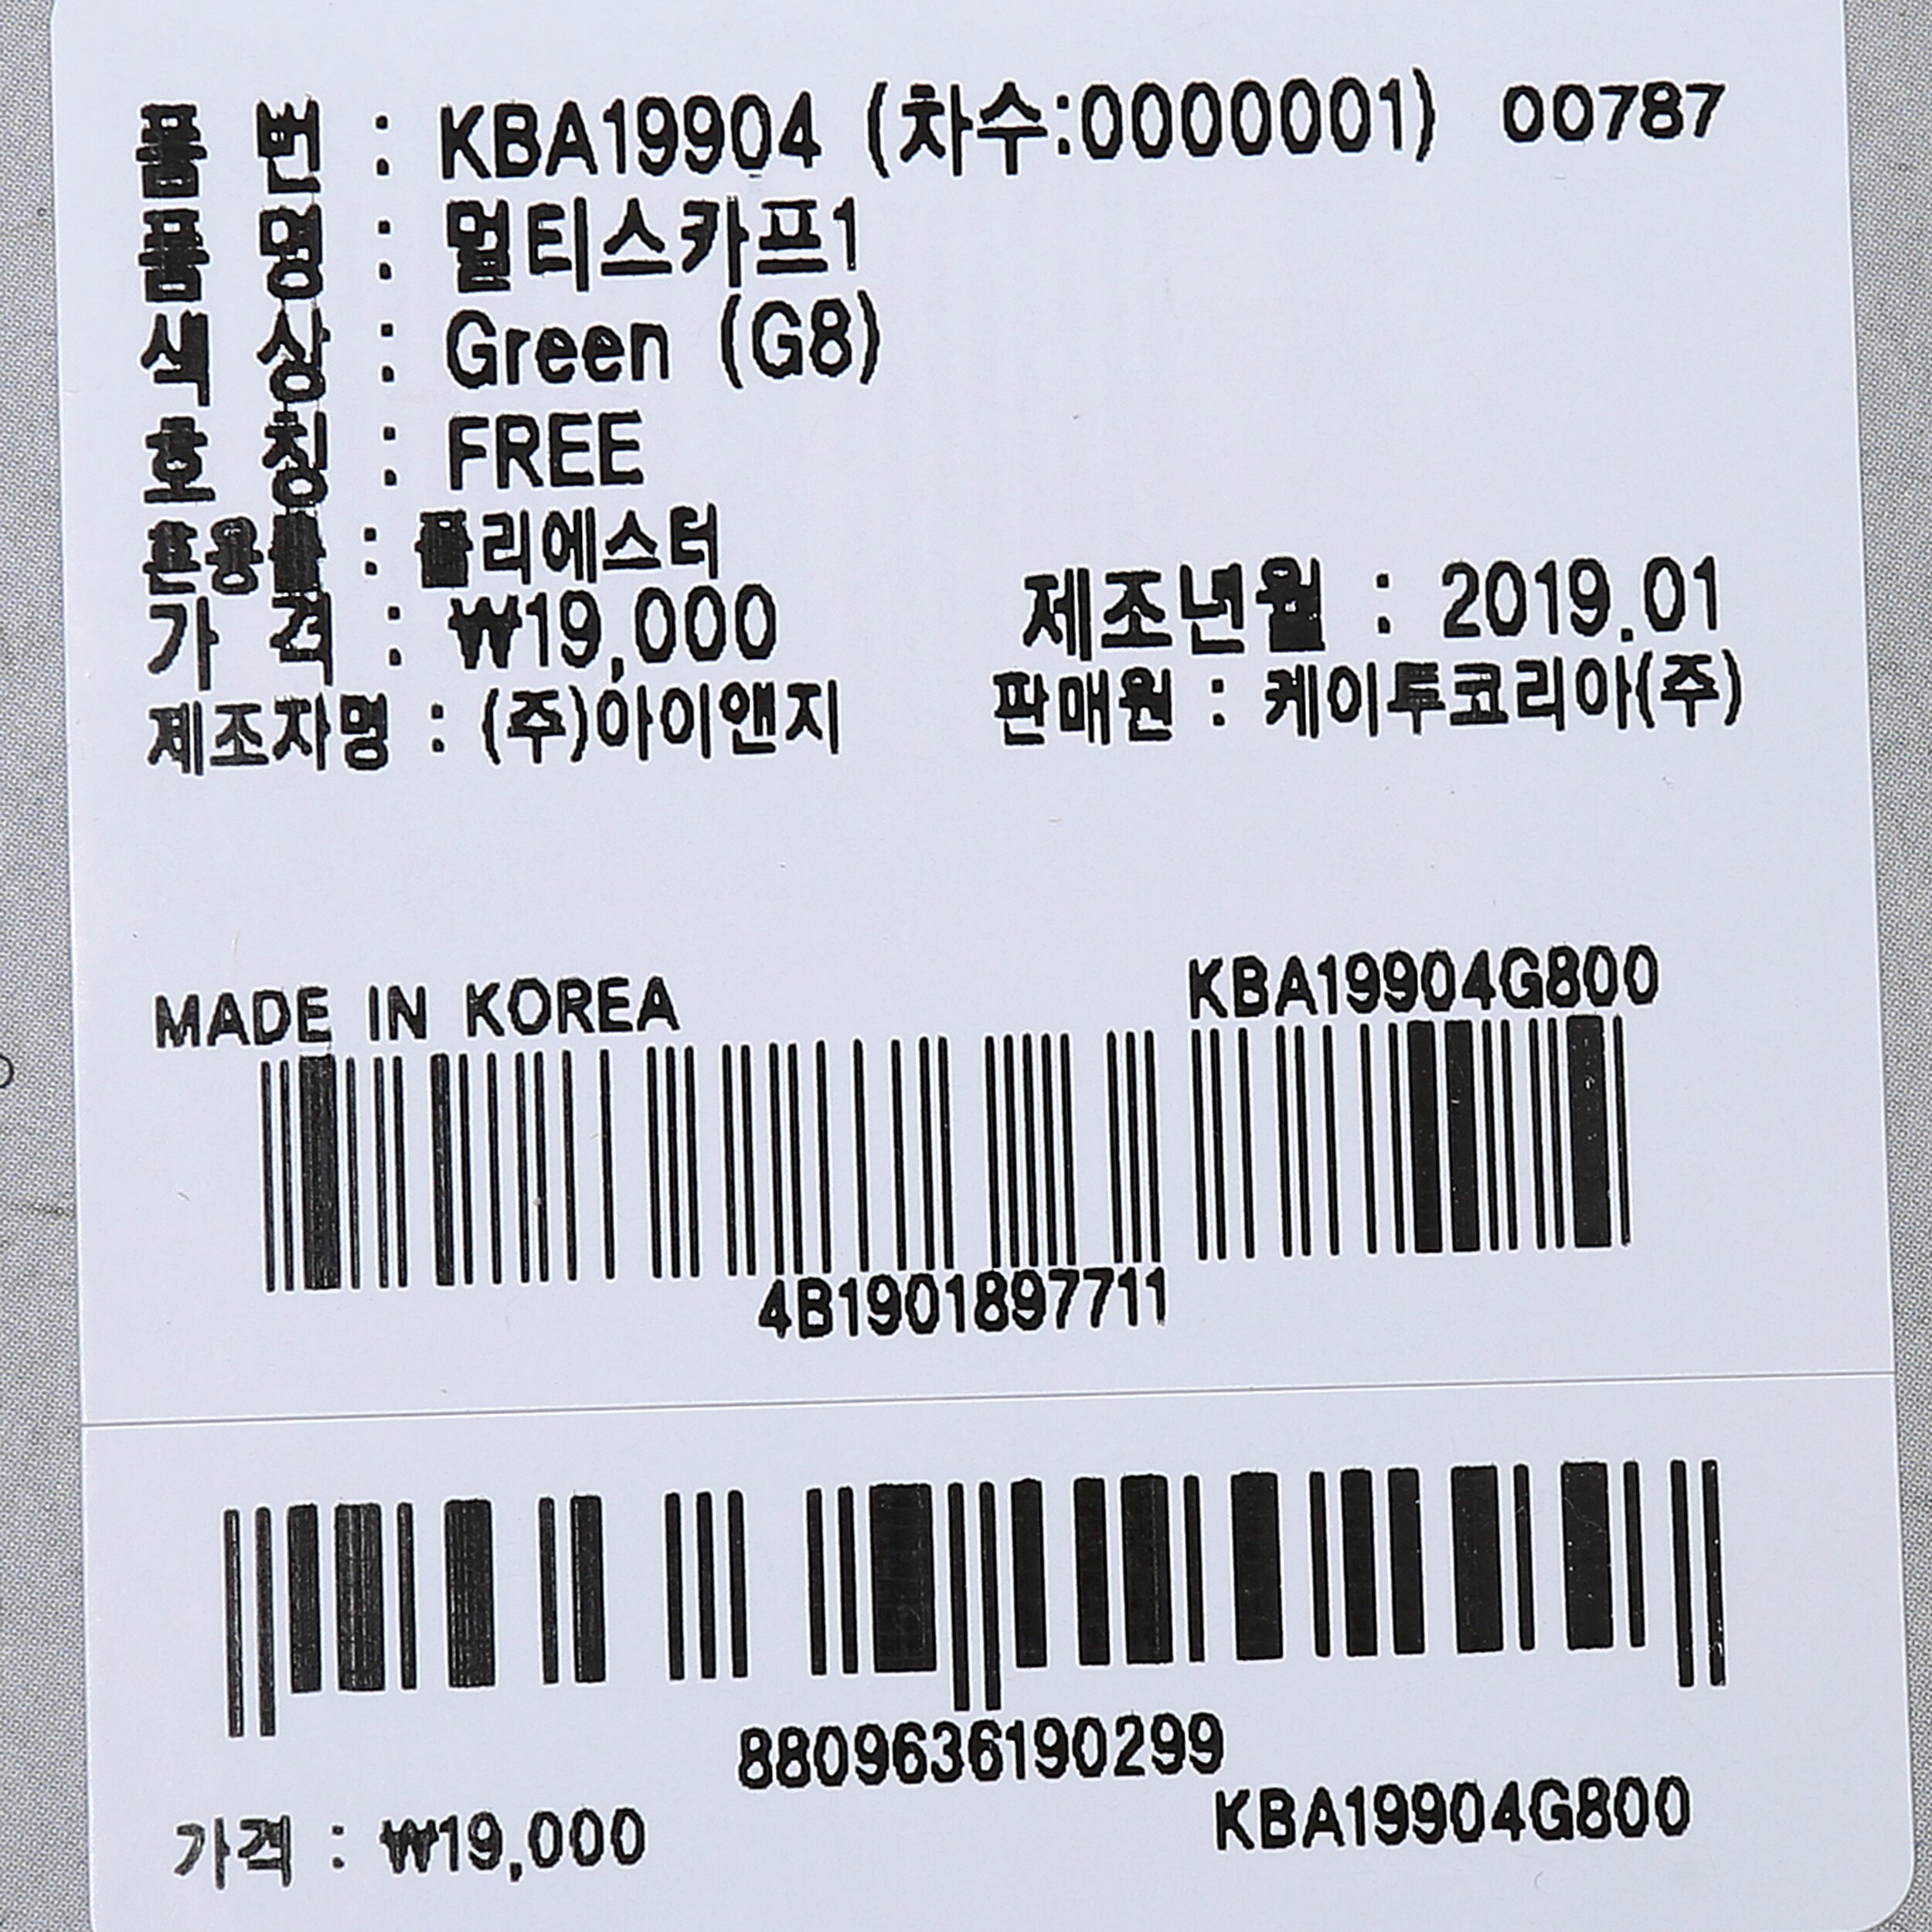 품 번 : KBA19904 (차수:0000001) 00787
품 명 : 멀티스카프1
색 상 : Green (G8)
호 칭 : FREE
혼용률 : 폴리에스터
가 격 : ₩19,000
제조년월 : 2019.01
제조자명 : (주)아이앤지
판매원 : 케이투코리아(주)
MADE IN KOREA
KBA19904G800
4B1901897711
8809636190299
KBA19904G800
가격 : ₩19,000